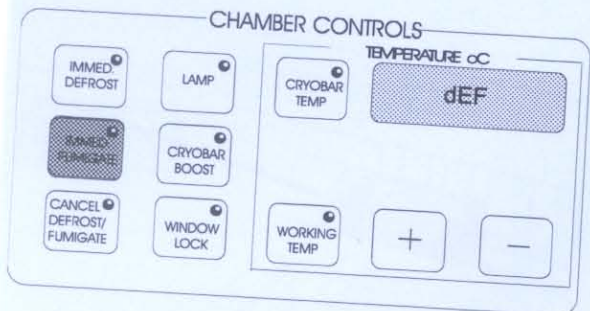 CHAMBER CONTROLS
TEMPERATURE oC
IMMED.
DEFROST
LAMP
CRYOBAR
TEMP
dEF
IMMED
FUMIGATE
CRYOBAR
BOOST
CANCEL
DEFROST/
FUMIGATE
WINDOW
LOCK
WORKING
TEMP
+
−